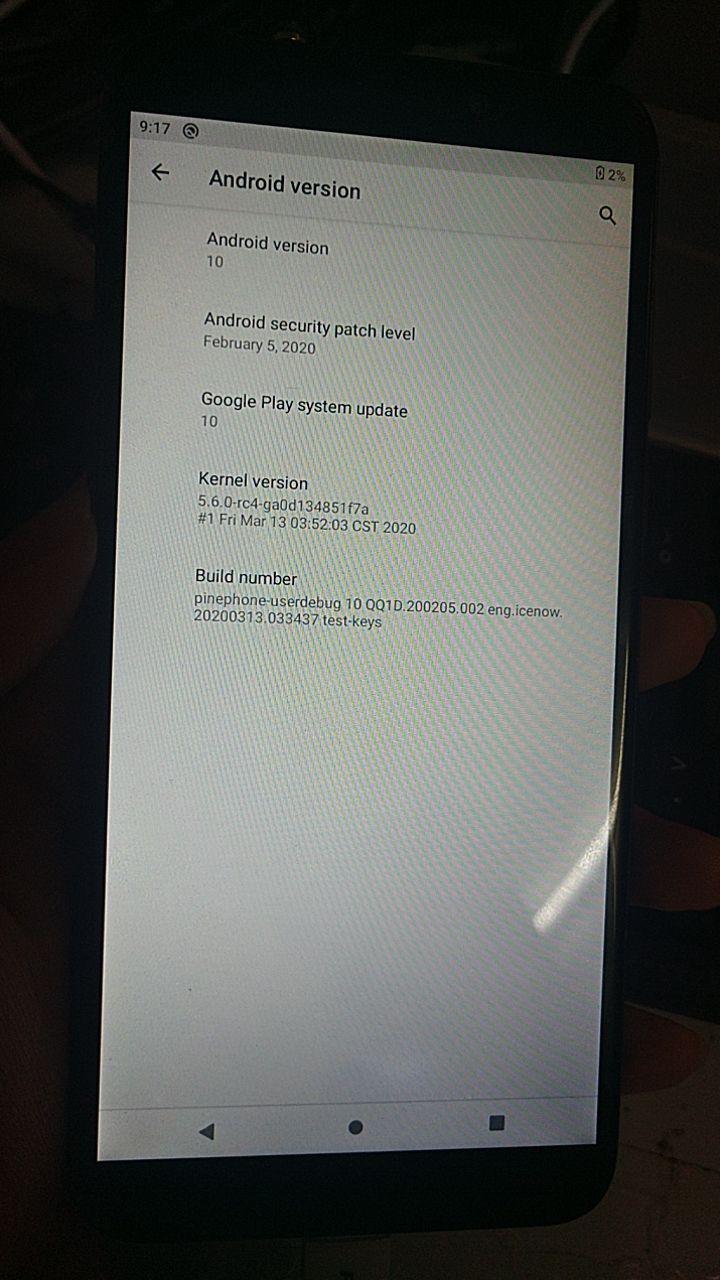 9:17
2%
Android version
Android version
10
Android security patch level
February 5, 2020
Google Play system update
10
Kernel version
5.6.0-rc4-ga0d134851f7a
#1 Fri Mar 13 03:52:03 CST 2020
Build number
pinephone-userdebug 10 QQ1D.200205.002 eng.icenow.
20200313.033437 test-keys